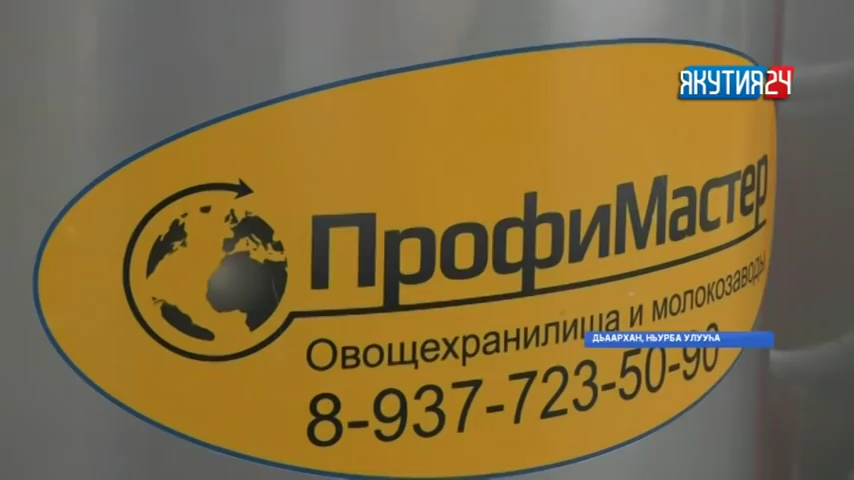 ЯКУТИЯ24
ПрофиМастер
Овощехранилища и молокозаводы
ДЬААРХАН, НЬУРБА УЛУУҺА
8-937-723-50-90